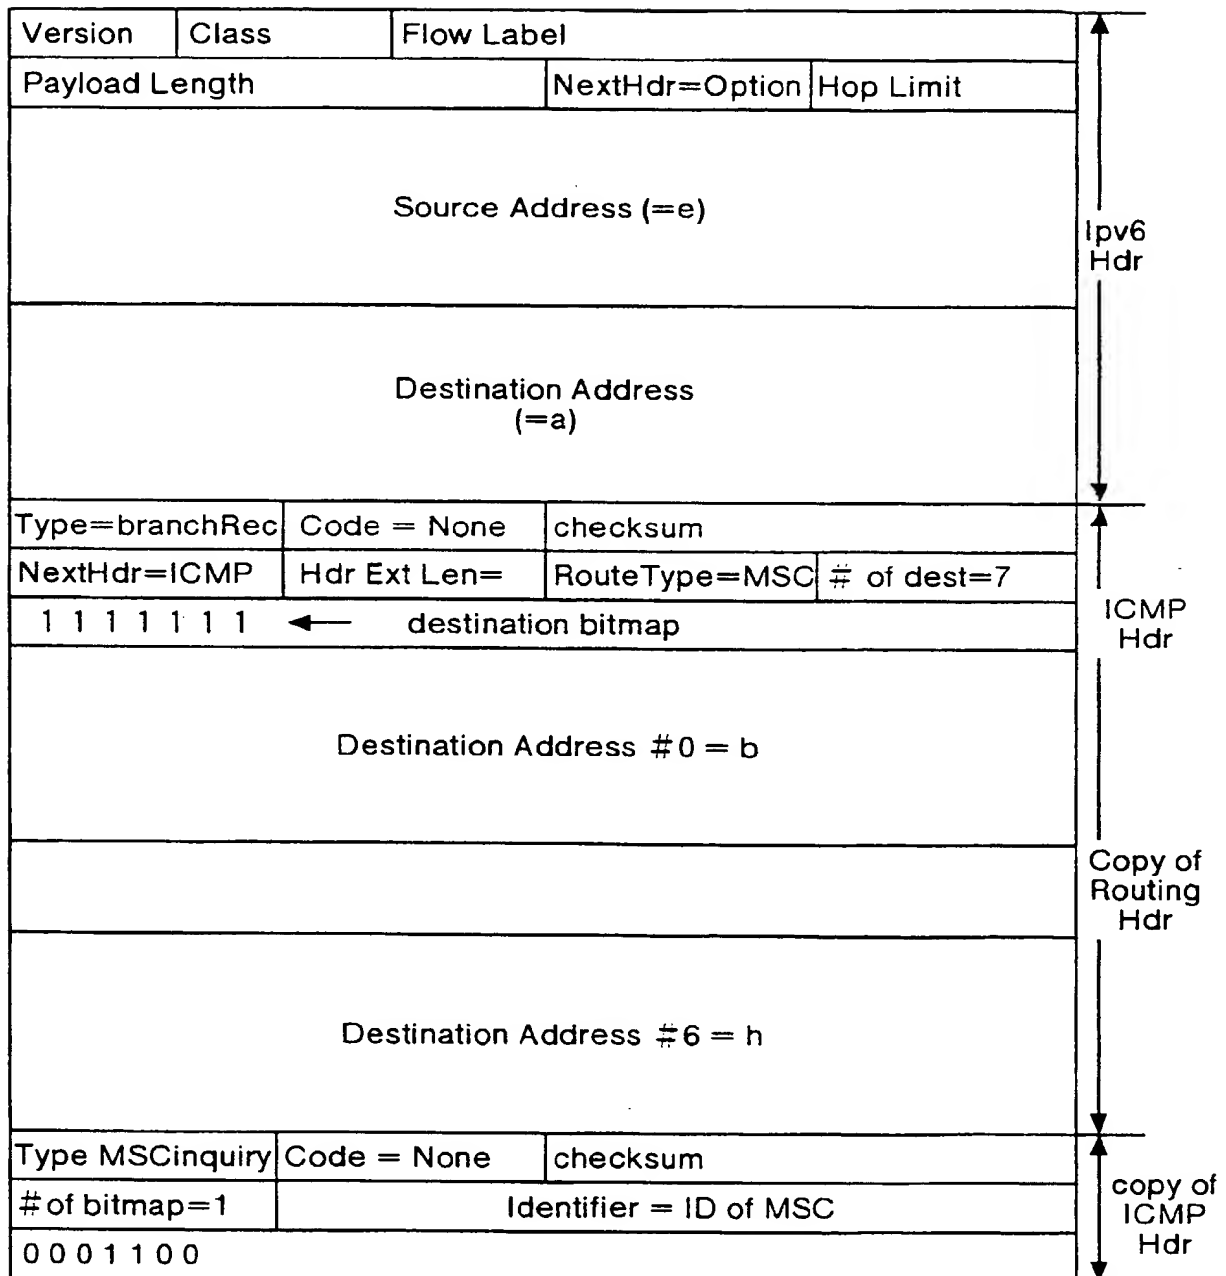 Version Class Flow Label
Payload Length NextHdr=Option Hop Limit
Source Address (=e)
Ipv6
Hdr
Destination Address
(=a)
Type=branchRec Code = None checksum
NextHdr=ICMP Hdr Ext Len= RouteType=MSC # of dest=7
1 1 1 1 1 1 1 ← destination bitmap
ICMP
Hdr
Destination Address #0 = b
Copy of
Routing
Hdr
Destination Address #6 = h
Type MSCinquiry Code = None checksum
# of bitmap=1 Identifier = ID of MSC
0 0 0 1 1 0 0
copy of
ICMP
Hdr